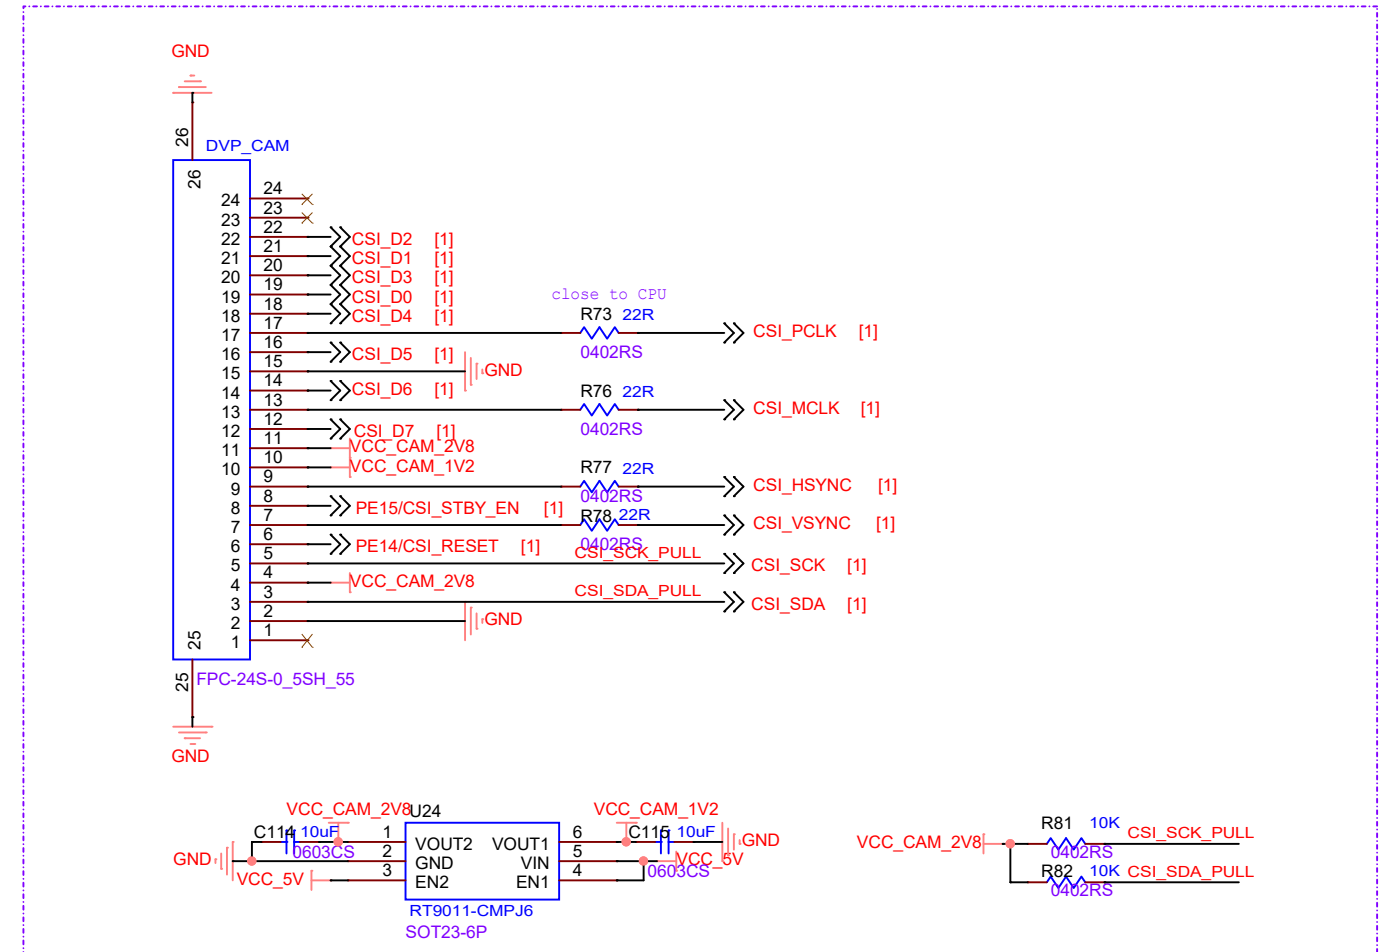 GND
26
DVP_CAM
26
24 24
23 23
22 22 CSI_D2 [1]
21 21 CSI_D1 [1]
20 20 CSI_D3 [1]
19 19 CSI_D0 [1]
18 18 CSI_D4 [1]
close to CPU
17 17 R73 22R CSI_PCLK [1]
0402RS
16 16 CSI_D5 [1]
15 15 GND
14 14 CSI_D6 [1]
13 13 R76 22R CSI_MCLK [1]
0402RS
12 12 CSI_D7 [1]
11 11 VCC_CAM_2V8
10 10 VCC_CAM_1V2
9 9 R77 22R CSI_HSYNC [1]
0402RS
8 8 PE15/CSI_STBY_EN [1]
7 7 R78 22R CSI_VSYNC [1]
0402RS
6 6 PE14/CSI_RESET [1]
5 5 CSI_SCK_PULL CSI_SCK [1]
4 4 VCC_CAM_2V8
3 3 CSI_SDA_PULL CSI_SDA [1]
2 2 GND
1 1
25
25
FPC-24S-0_5SH_55
GND
VCC_CAM_2V8 U24 VCC_CAM_1V2
C114 10uF 1 VOUT2 VOUT1 6 C115 10uF GND
0603CS
GND 2 GND VIN 5 VCC_5V
0603CS
VCC_5V 3 EN2 EN1 4
RT9011-CMPJ6
SOT23-6P
VCC_CAM_2V8 R81 10K CSI_SCK_PULL
0402RS
R82 10K CSI_SDA_PULL
0402RS